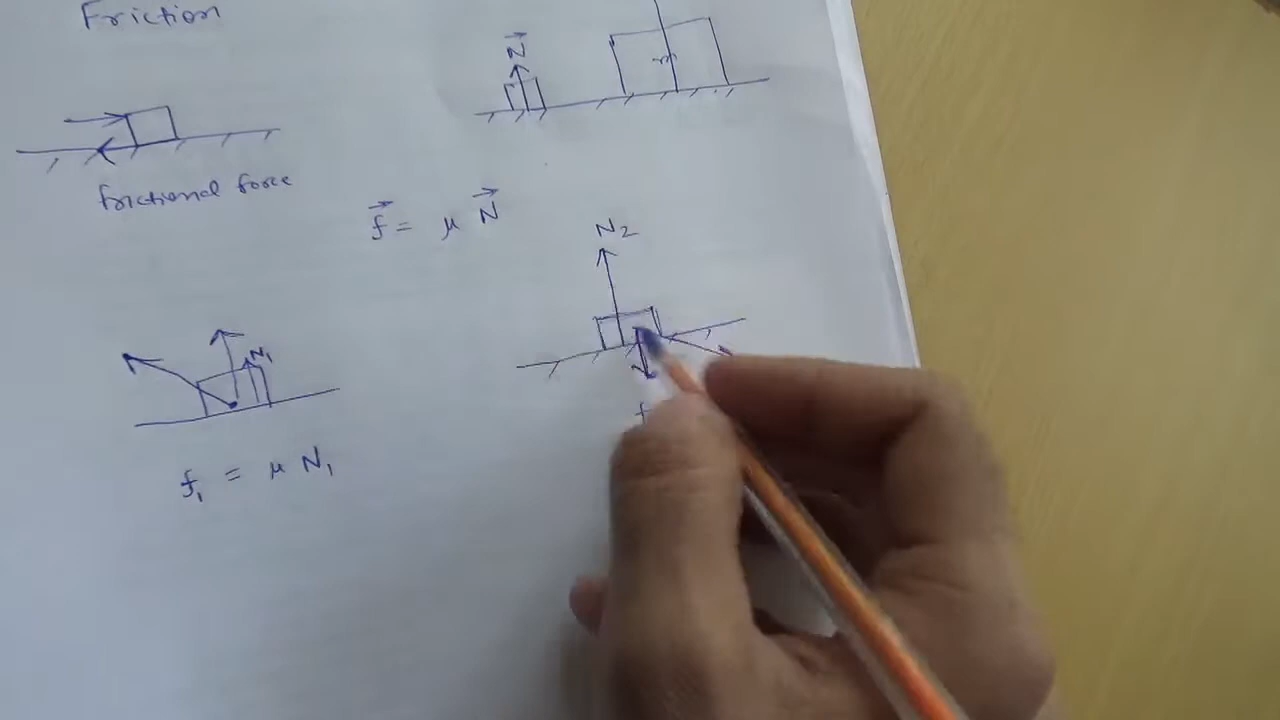 Friction
N⃗
m
frictional force
f⃗ = μ N⃗
N₂
N₁
f₁ = μ N₁
f